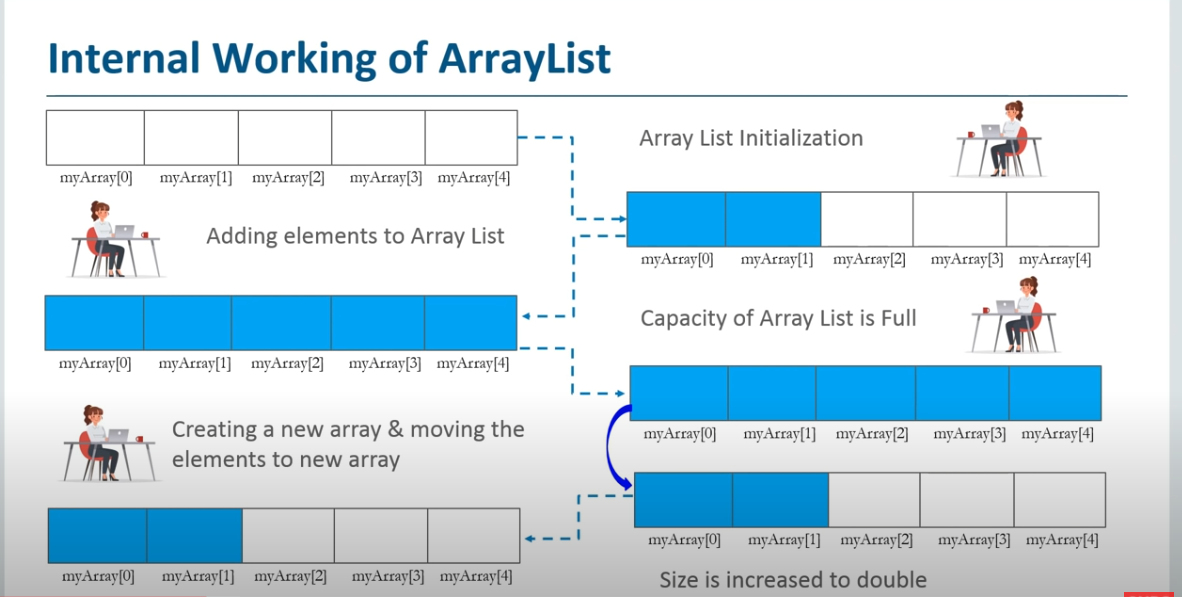 Internal Working of ArrayList
myArray[0] myArray[1] myArray[2] myArray[3] myArray[4]
Array List Initialization
myArray[0] myArray[1] myArray[2] myArray[3] myArray[4]
Adding elements to Array List
myArray[0] myArray[1] myArray[2] myArray[3] myArray[4]
Capacity of Array List is Full
myArray[0] myArray[1] myArray[2] myArray[3] myArray[4]
Creating a new array & moving the
elements to new array
myArray[0] myArray[1] myArray[2] myArray[3] myArray[4]
myArray[0] myArray[1] myArray[2] myArray[3] myArray[4]
Size is increased to double